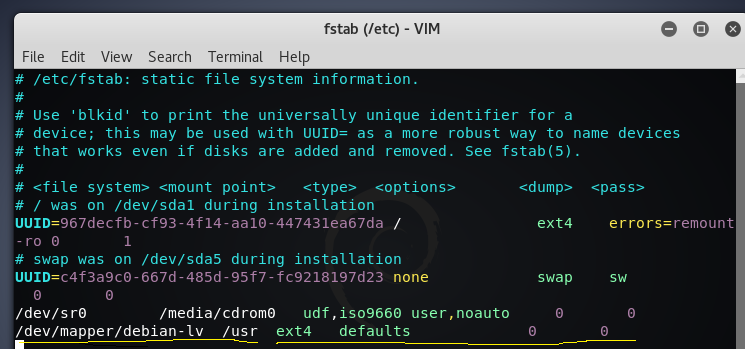 fstab (/etc) - VIM
File Edit View Search Terminal Help
# /etc/fstab: static file system information.
#
# Use 'blkid' to print the universally unique identifier for a
# device; this may be used with UUID= as a more robust way to name devices
# that works even if disks are added and removed. See fstab(5).
#
# <file system> <mount point>   <type>  <options>       <dump>  <pass>
# / was on /dev/sda1 during installation
UUID=967decfb-cf93-4f14-aa10-447431ea67da /               ext4    errors=remount
-ro 0       1
# swap was on /dev/sda5 during installation
UUID=c4f3a9c0-667d-485d-95f7-fc9218197d23 none            swap    sw
  0       0
/dev/sr0        /media/cdrom0   udf,iso9660 user,noauto     0       0
/dev/mapper/debian-lv  /usr  ext4   defaults             0       0